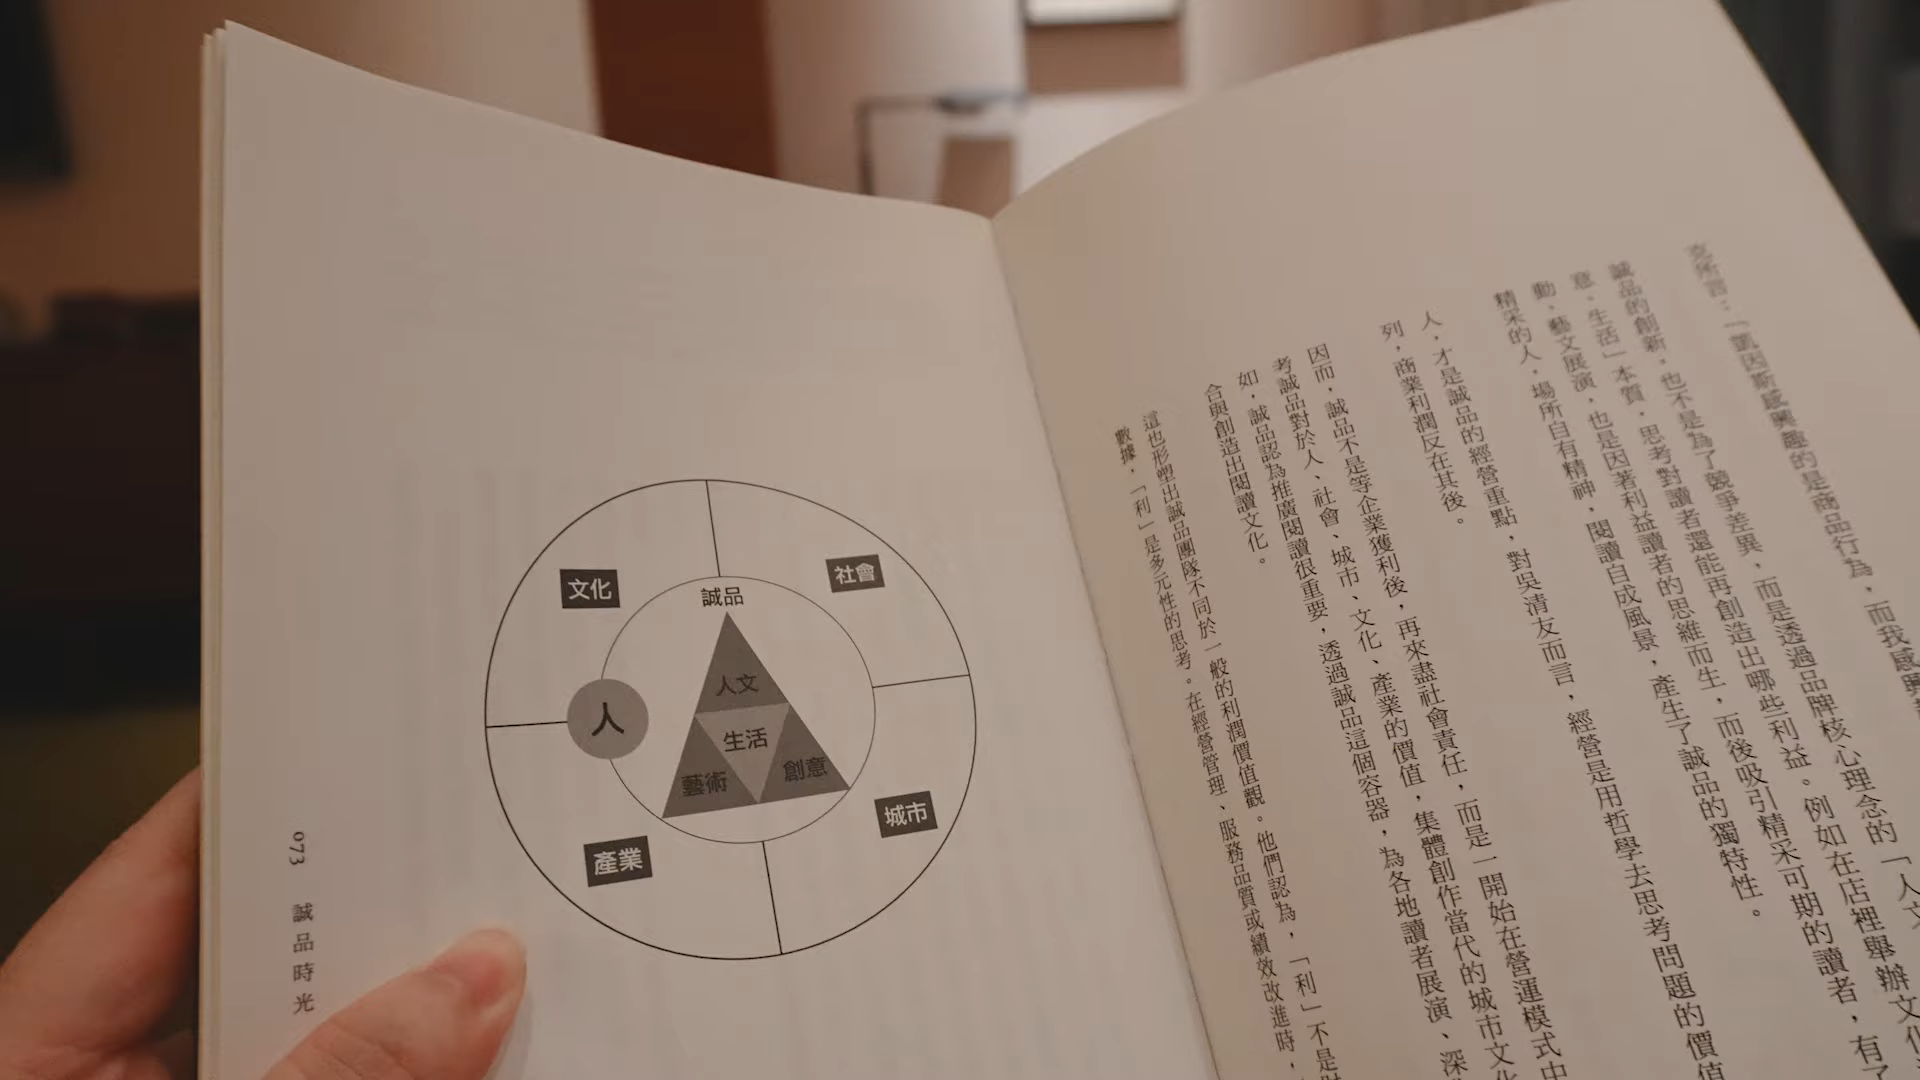 克所言：「凱因斯感興趣的是商品行為，而我感興
誠品的創新，也不是為了競爭差異，而是透過品牌核心理念的「人文
意、生活」本質，思考對讀者還能再創造出哪些利益。例如在店裡舉辦文化
動、藝文展演，也是因著利益讀者的思維而生，而後吸引精采可期的讀者，有了
精采的人，場所自有精神，閱讀自成風景，產生了誠品的獨特性。
人，才是誠品的經營重點，對吳清友而言，經營是用哲學去思考問題的價值
列，商業利潤反在其後。
因而，誠品不是等企業獲利後，再來盡社會責任，而是一開始在營運模式中
考誠品對於人、社會、城市、文化、產業的價值，集體創作當代的城市文化
如，誠品認為推廣閱讀很重要，透過誠品這個容器，為各地讀者展演、深
合與創造出閱讀文化。
這也形塑出誠品團隊不同於一般的利潤價值觀。他們認為，「利」不是財
數據，「利」是多元性的思考。在經營管理、服務品質或績效改進時，
文化
社會
誠品
人文
人
生活
藝術
創意
城市
產業
073 誠品時光